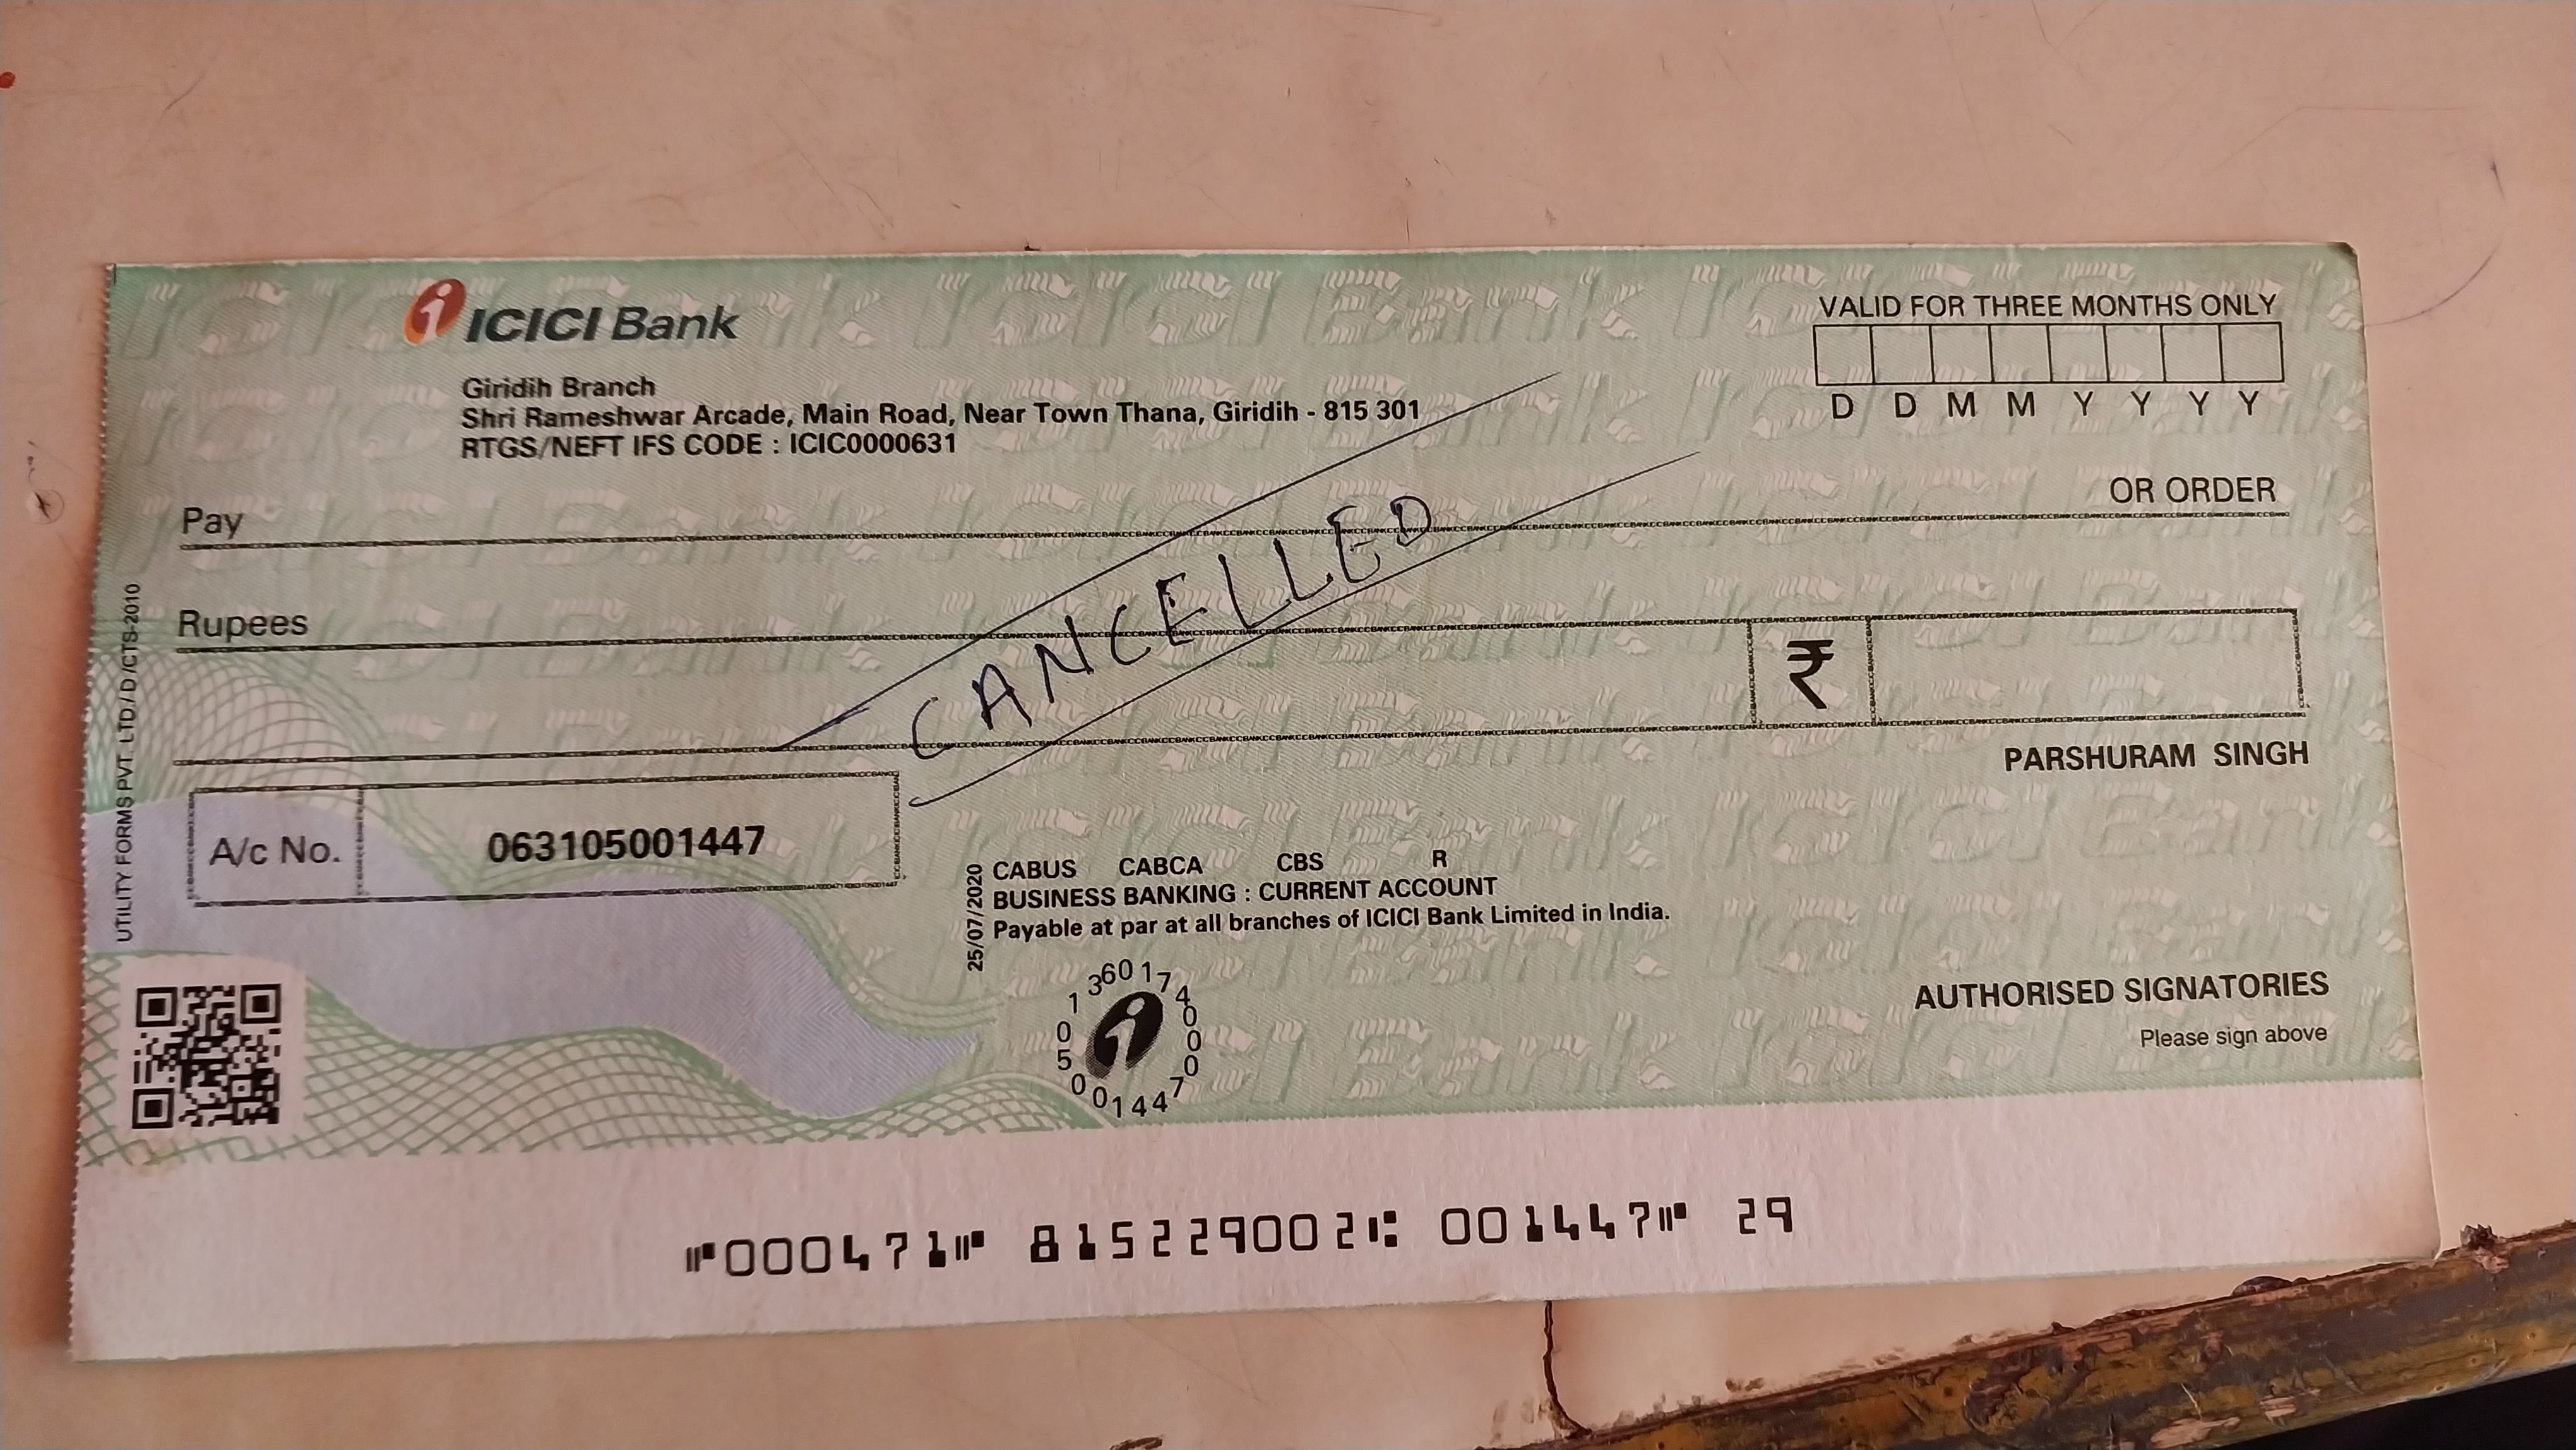 ICICI Bank
VALID FOR THREE MONTHS ONLY
D D M M Y Y Y Y
Giridih Branch
Shri Rameshwar Arcade, Main Road, Near Town Thana, Giridih - 815 301
RTGS/NEFT IFS CODE : ICIC0000631
Pay
OR ORDER
CANCELLED
Rupees
₹
PARSHURAM SINGH
A/c No. 063105001447
UTILITY FORMS PVT. LTD / D / CTS-2010
25/07/2020
CABUS CABCA CBS R
BUSINESS BANKING : CURRENT ACCOUNT
Payable at par at all branches of ICICI Bank Limited in India.
AUTHORISED SIGNATORIES
Please sign above
⑈000471⑈ 815229002⑆ 001447⑈ 29